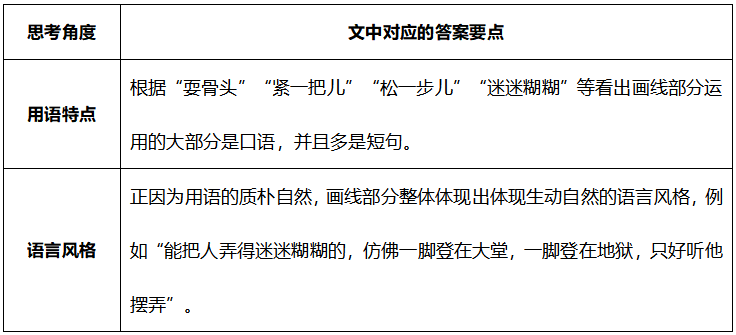 思考角度
文中对应的答案要点
用语特点
根据“耍骨头”“紧一把儿”“松一步儿”“迷迷糊糊”等看出画线部分运
用的大部分是口语，并且多是短句。
语言风格
正因为用语的质朴自然，画线部分整体体现出体现生动自然的语言风格，例
如“能把人弄得迷迷糊糊的，仿佛一脚登在大堂，一脚登在地狱，只好听他
摆弄”。